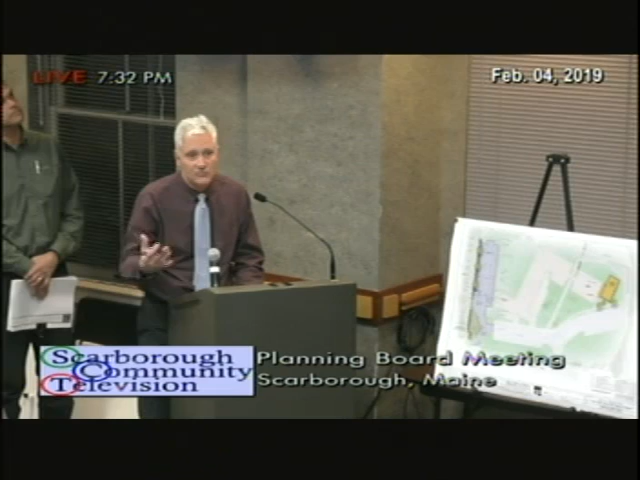 LIVE 7:32 PM
Feb. 04, 2019
Scarborough
Community
Television
Planning Board Meeting
Scarborough, Maine